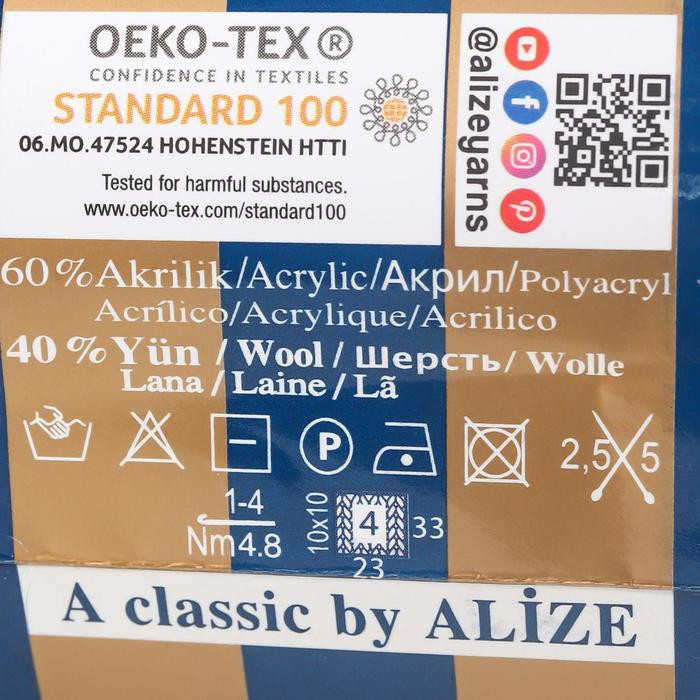 OEKO-TEX®
CONFIDENCE IN TEXTILES
STANDARD 100
06.MO.47524 HOHENSTEIN HTTI
Tested for harmful substances.
www.oeko-tex.com/standard100
@alizeyarns
60%Akrilik/Acrylic/Акрил/Polyacryl
Acrílico/Acrylique/Acrilico
40 %Yün / Wool / Шерсть / Wolle
Lana / Laine / Lã
P
2,5 5
1-4
Nm4.8
10x10
4
33
23
A classic by ALİZE